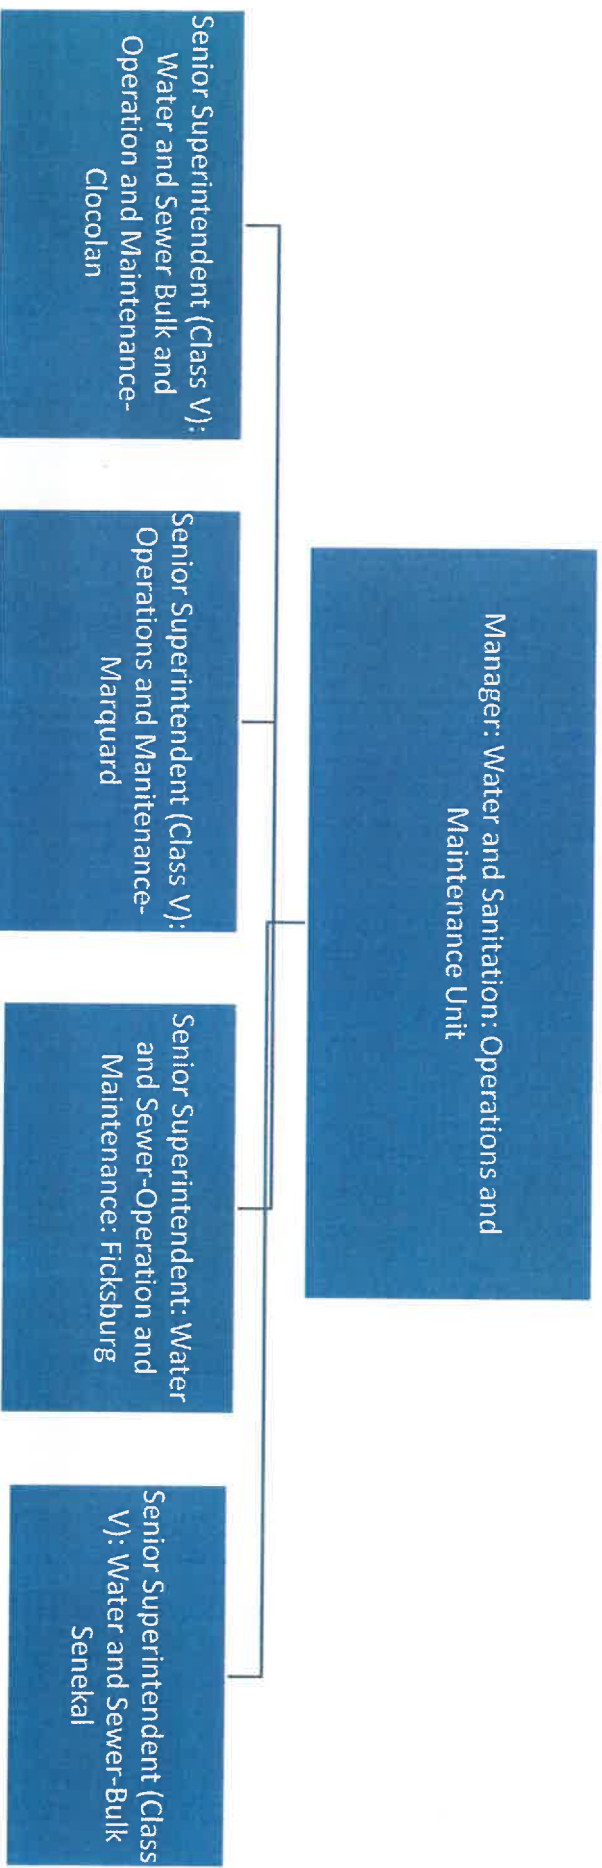 Manager: Water and Sanitation: Operations and
Maintenance Unit
Senior Superintendent (Class V):
Water and Sewer Bulk and
Operation and Maintenance-
Clocolan
Senior Superintendent (Class V):
Operations and Manitenance-
Marquard
Senior Superintendent: Water
and Sewer-Operation and
Maintenance: Ficksburg
Senior Superintendent (Class
V): Water and Sewer-Bulk
Senekal